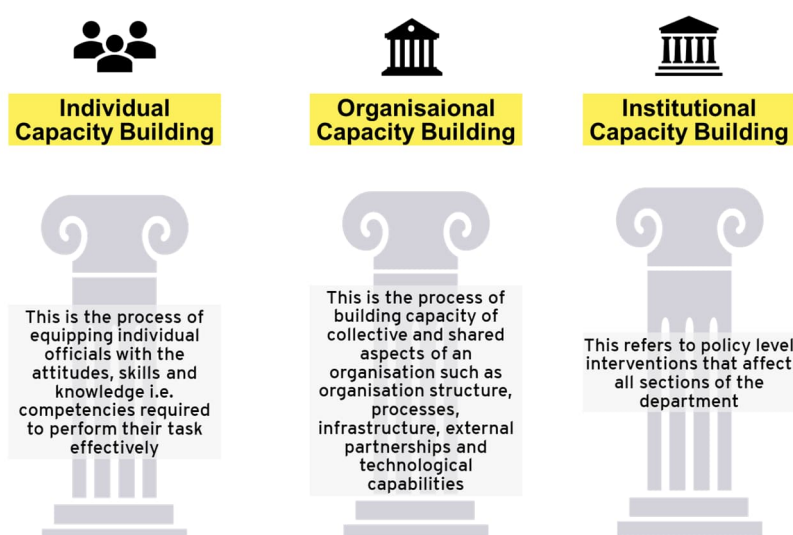 Individual
Capacity Building
Organisaional
Capacity Building
Institutional
Capacity Building
This is the process of
equipping individual
officials with the
attitudes, skills and
knowledge i.e.
competencies required
to perform their task
effectively
This is the process of
building capacity of
collective and shared
aspects of an
organisation such as
organisation structure,
processes,
infrastructure, external
partnerships and
technological
capabilities
This refers to policy level
interventions that affect
all sections of the
department